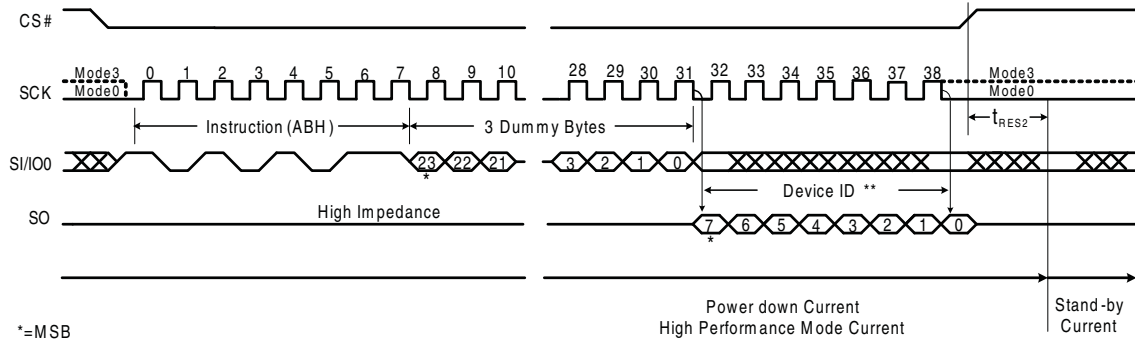 CS#
Mode3
Mode0
SCK
0 1 2 3 4 5 6 7 8 9 10 28 29 30 31 32 33 34 35 36 37 38
Mode3
Mode0
Instruction (ABH)
3 Dummy Bytes
tRES2
SI/IO0
23 22 21 3 2 1 0
*
Device ID **
SO
High Impedance
7 6 5 4 3 2 1 0
*
Power down Current
High Performance Mode Current
Stand-by
Current
*=MSB